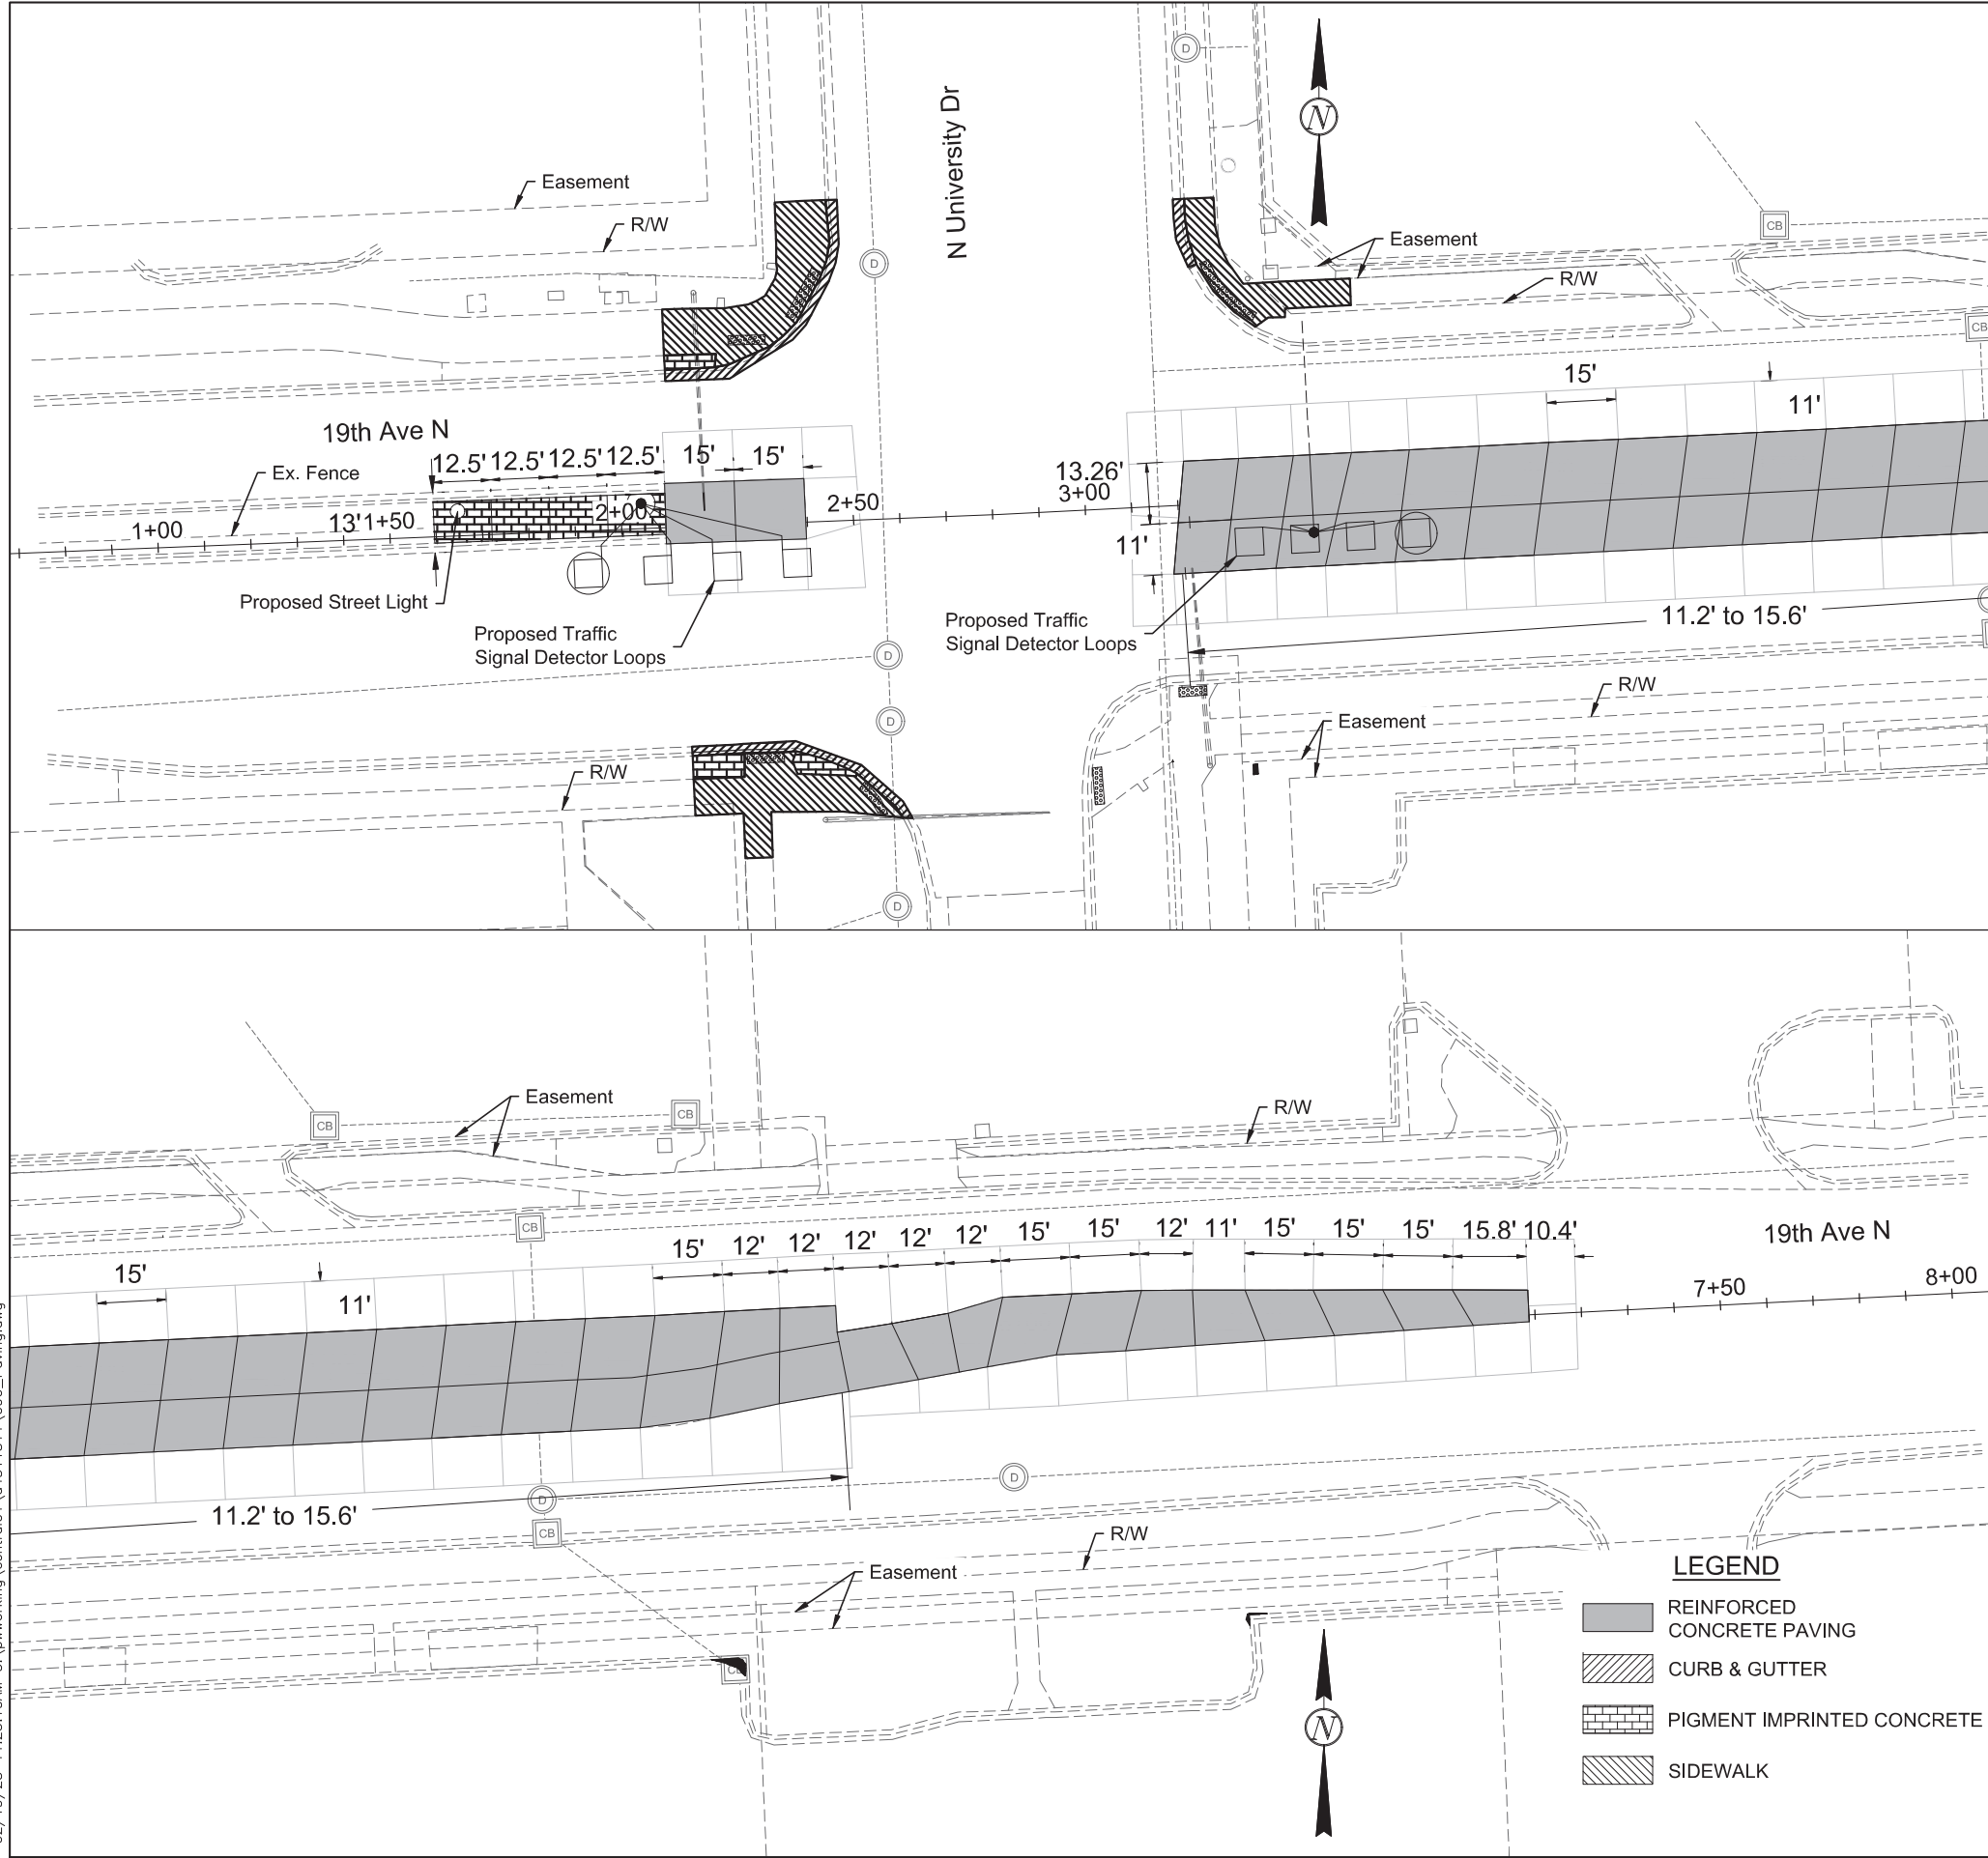 N University Dr
D
N
Easement
R/W
CB
Easement
R/W
D
CB
19th Ave N
15'
11'
12.5' 12.5' 12.5' 12.5' 15' 15'
Ex. Fence
13.26'
3+00
2+50
2+00
13' 1+50
1+00
11'
Proposed Street Light
Proposed Traffic
Signal Detector Loops
Proposed Traffic
Signal Detector Loops
11.2' to 15.6'
D
R/W
Easement
D
R/W
D
Easement
CB
CB
R/W
CB
15' 12' 12' 12' 12' 12' 15' 15' 12' 11' 15' 15' 15' 15.8' 10.4'
19th Ave N
15'
11'
7+50
8+00
D
D
11.2' to 15.6'
CB
R/W
Easement
LEGEND
REINFORCED
CONCRETE PAVING
CURB & GUTTER
PIGMENT IMPRINTED CONCRETE
SIDEWALK
N